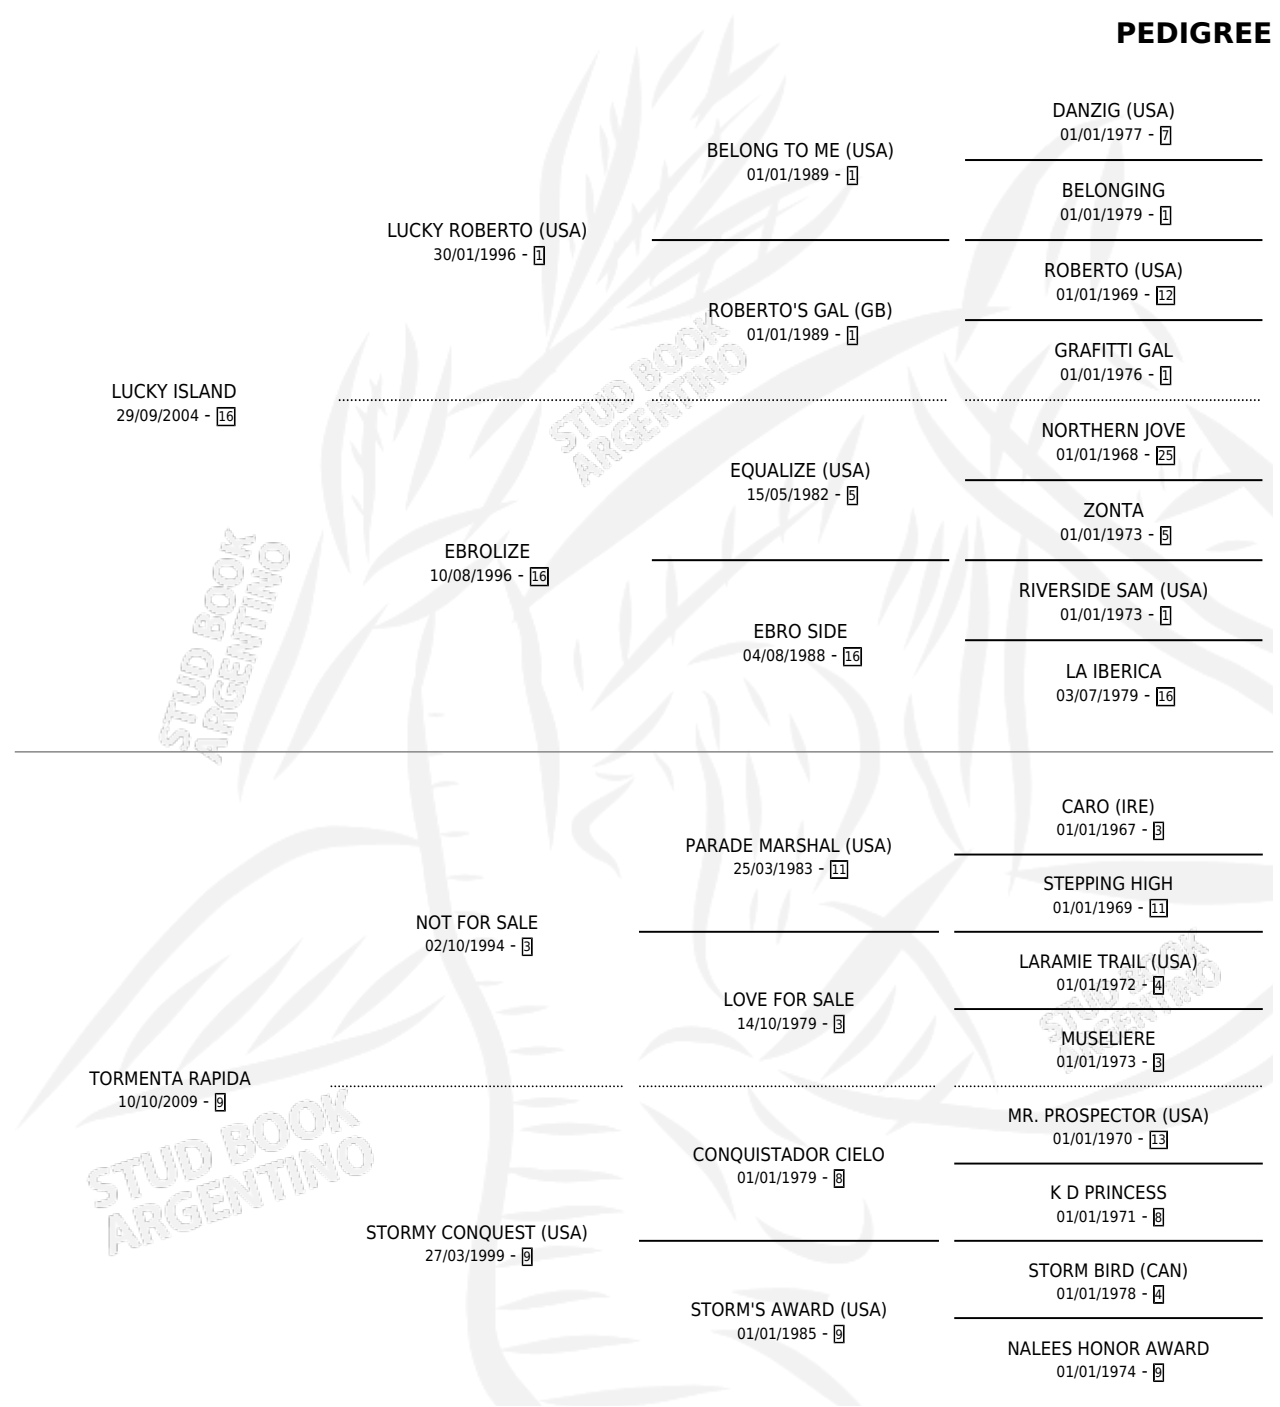 PEDIGREE
DANZIG (USA)
01/01/1977 - 7
BELONG TO ME (USA)
01/01/1989 - 1
BELONGING
01/01/1979 - 1
LUCKY ROBERTO (USA)
30/01/1996 - 1
ROBERTO (USA)
01/01/1969 - 12
ROBERTO'S GAL (GB)
01/01/1989 - 1
GRAFITTI GAL
01/01/1976 - 1
LUCKY ISLAND
29/09/2004 - 16
NORTHERN JOVE
01/01/1968 - 25
EQUALIZE (USA)
15/05/1982 - 5
ZONTA
01/01/1973 - 5
EBROLIZE
10/08/1996 - 16
RIVERSIDE SAM (USA)
01/01/1973 - 1
EBRO SIDE
04/08/1988 - 16
LA IBERICA
03/07/1979 - 16
CARO (IRE)
01/01/1967 - 3
PARADE MARSHAL (USA)
25/03/1983 - 11
STEPPING HIGH
01/01/1969 - 11
NOT FOR SALE
02/10/1994 - 3
LARAMIE TRAIL (USA)
01/01/1972 - 4
LOVE FOR SALE
14/10/1979 - 3
MUSELIERE
01/01/1973 - 3
TORMENTA RAPIDA
10/10/2009 - 9
MR. PROSPECTOR (USA)
01/01/1970 - 13
CONQUISTADOR CIELO
01/01/1979 - 8
K D PRINCESS
01/01/1971 - 8
STORMY CONQUEST (USA)
27/03/1999 - 9
STORM BIRD (CAN)
01/01/1978 - 4
STORM'S AWARD (USA)
01/01/1985 - 9
NALEES HONOR AWARD
01/01/1974 - 9
STUD BOOK
ARGENTINO
STUD BOOK
ARGENTINO
STUD BOOK
ARGENTINO
STUD BOOK
ARGENTINO